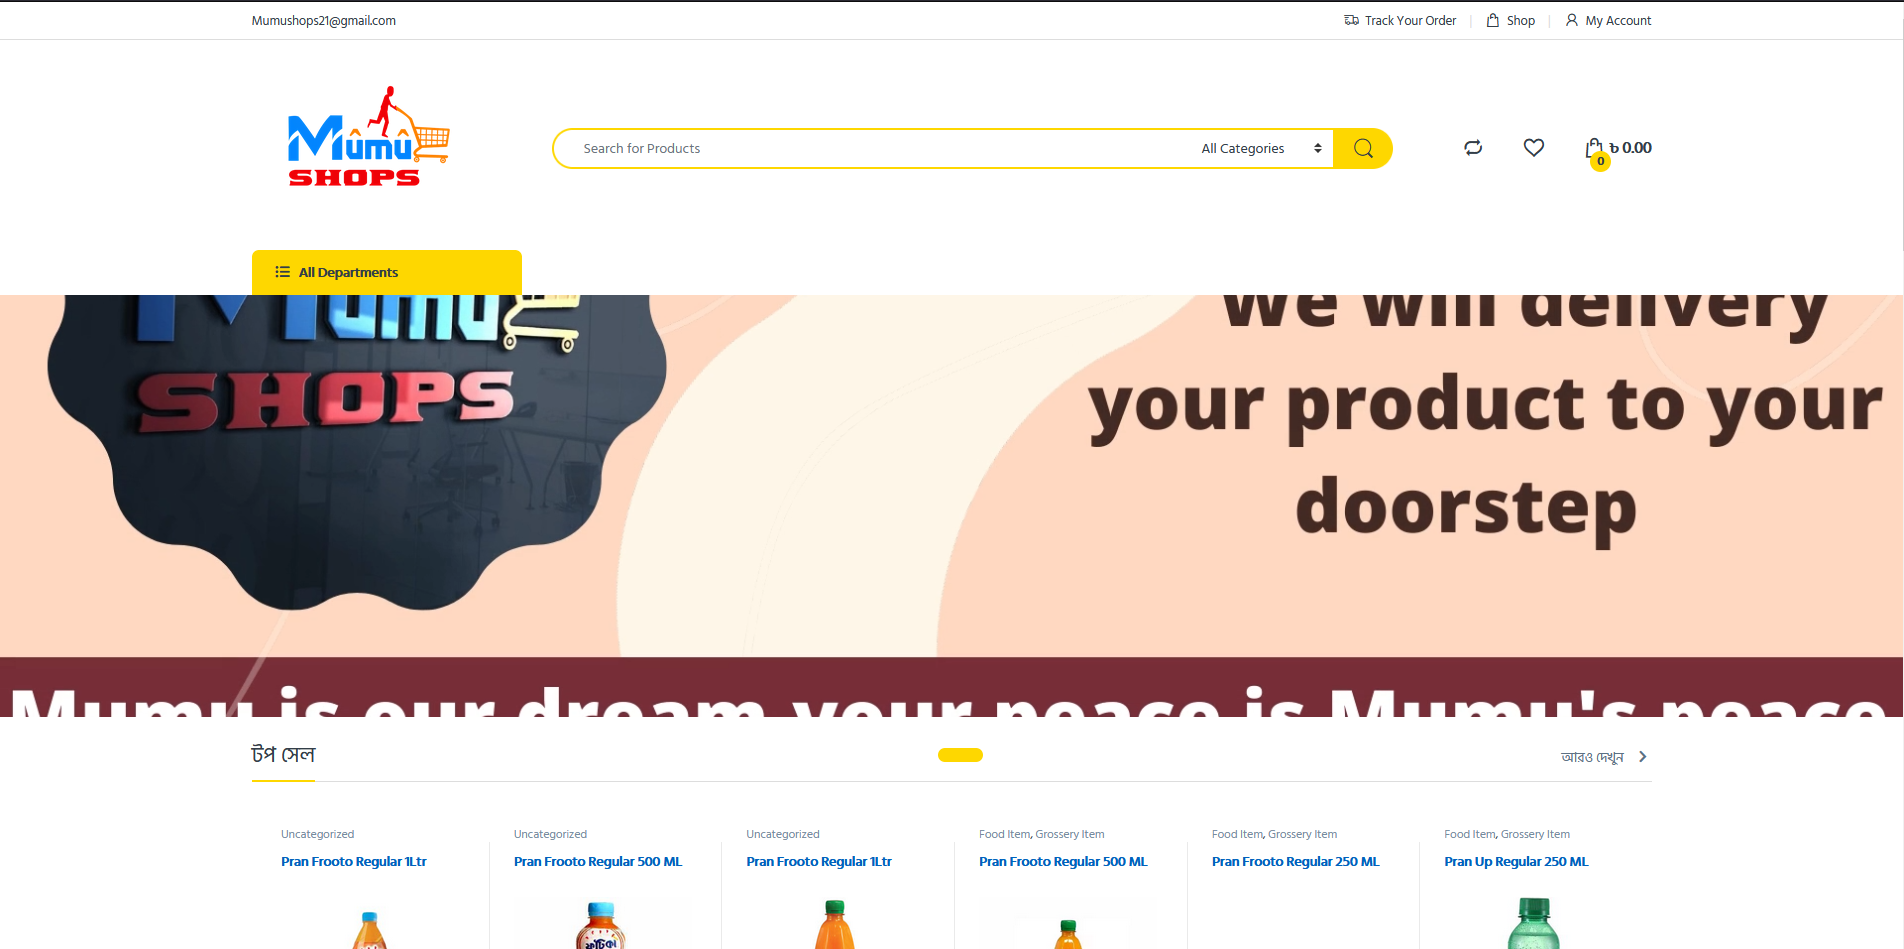 Mumushops21@gmail.com
Track Your Order
Shop
My Account
Mûmû
SHOPS
Search for Products
All Categories
৳ 0.00
0
All Departments
Mumu
SHOPS
We will delivery
your product to your
doorstep
Mumu is our dream your peace is Mumu's peace
টপ সেল
আরও দেখুন
Uncategorized
Pran Frooto Regular 1Ltr
Uncategorized
Pran Frooto Regular 500 ML
Uncategorized
Pran Frooto Regular 1Ltr
Food Item, Grossery Item
Pran Frooto Regular 500 ML
Food Item, Grossery Item
Pran Frooto Regular 250 ML
Food Item, Grossery Item
Pran Up Regular 250 ML